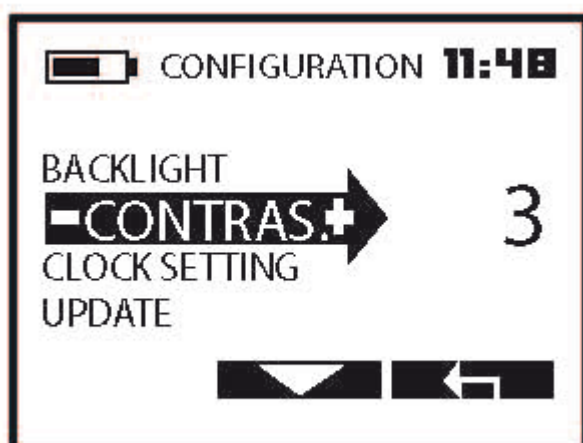 CONFIGURATION 11:48
BACKLIGHT
-CONTRAS.+ 3
CLOCK SETTING
UPDATE